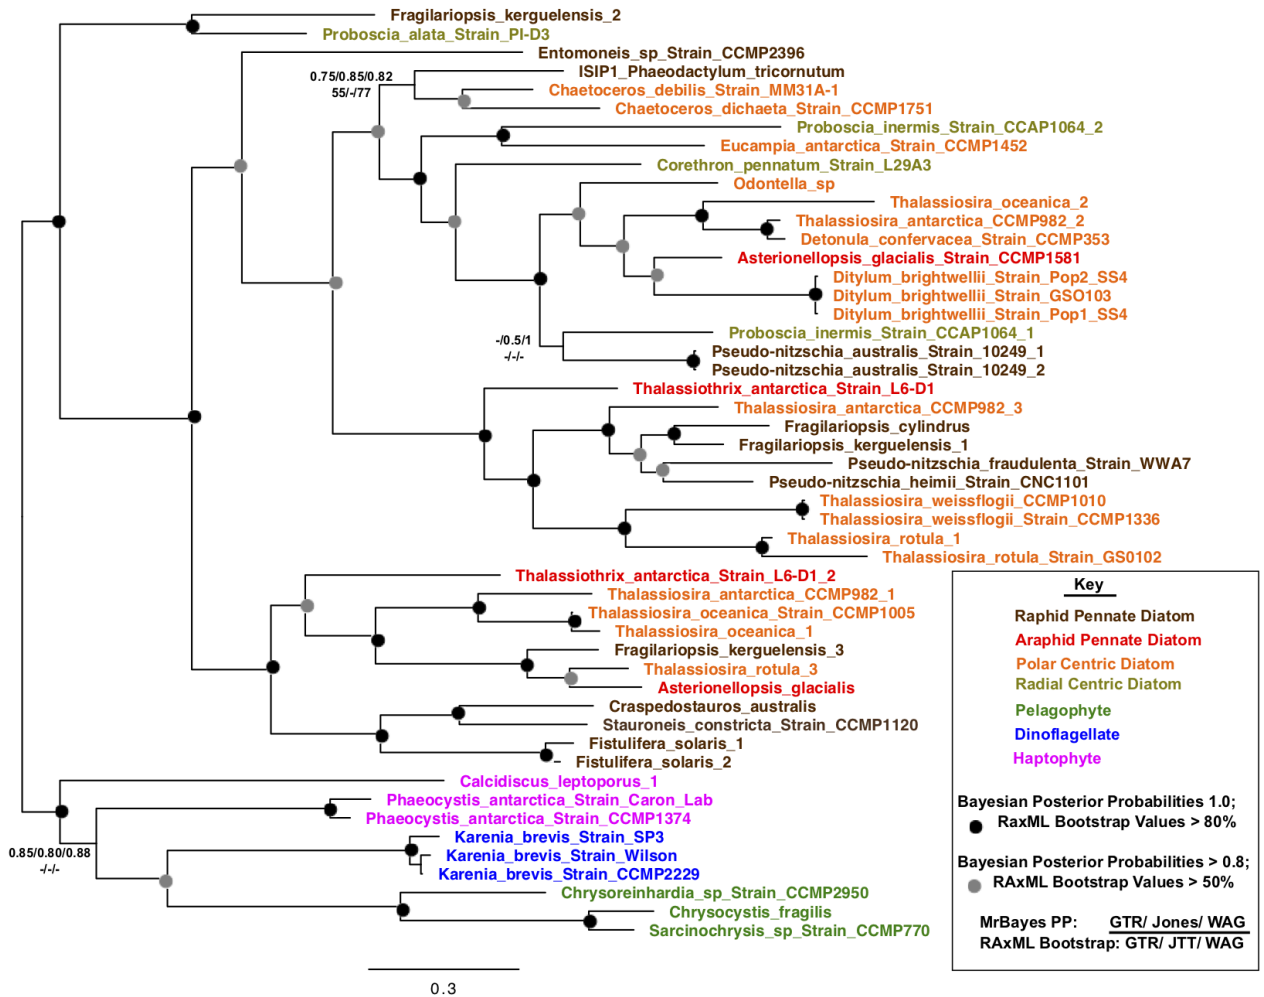 Fragilariopsis_kerguelensis_2
Proboscia_alata_Strain_PI-D3
Entomoneis_sp_Strain_CCMP2396
ISIP1_Phaeodactylum_tricornutum
0.75/0.85/0.82
55/-/77
Chaetoceros_debilis_Strain_MM31A-1
Chaetoceros_dichaeta_Strain_CCMP1751
Proboscia_inermis_Strain_CCAP1064_2
Eucampia_antarctica_Strain_CCMP1452
Corethron_pennatum_Strain_L29A3
Odontella_sp
Thalassiosira_oceanica_2
Thalassiosira_antarctica_CCMP982_2
Detonula_confervacea_Strain_CCMP353
Asterionellopsis_glacialis_Strain_CCMP1581
Ditylum_brightwellii_Strain_Pop2_SS4
Ditylum_brightwellii_Strain_GSO103
Ditylum_brightwellii_Strain_Pop1_SS4
Proboscia_inermis_Strain_CCAP1064_1
-/0.5/1
-/-/-
Pseudo-nitzschia_australis_Strain_10249_1
Pseudo-nitzschia_australis_Strain_10249_2
Thalassiothrix_antarctica_Strain_L6-D1
Thalassiosira_antarctica_CCMP982_3
Fragilariopsis_cylindrus
Fragilariopsis_kerguelensis_1
Pseudo-nitzschia_fraudulenta_Strain_WWA7
Pseudo-nitzschia_heimii_Strain_CNC1101
Thalassiosira_weissflogii_CCMP1010
Thalassiosira_weissflogii_Strain_CCMP1336
Thalassiosira_rotula_1
Thalassiosira_rotula_Strain_GS0102
Thalassiothrix_antarctica_Strain_L6-D1_2
Thalassiosira_antarctica_CCMP982_1
Thalassiosira_oceanica_Strain_CCMP1005
Thalassiosira_oceanica_1
Fragilariopsis_kerguelensis_3
Thalassiosira_rotula_3
Asterionellopsis_glacialis
Craspedostauros_australis
Stauroneis_constricta_Strain_CCMP1120
Fistulifera_solaris_1
Fistulifera_solaris_2
Calcidiscus_leptoporus_1
Phaeocystis_antarctica_Strain_Caron_Lab
Phaeocystis_antarctica_Strain_CCMP1374
Karenia_brevis_Strain_SP3
0.85/0.80/0.88
-/-/-
Karenia_brevis_Strain_Wilson
Karenia_brevis_Strain_CCMP2229
Chrysoreinhardia_sp_Strain_CCMP2950
Chrysocystis_fragilis
Sarcinochrysis_sp_Strain_CCMP770
0.3
Key
Raphid Pennate Diatom
Araphid Pennate Diatom
Polar Centric Diatom
Radial Centric Diatom
Pelagophyte
Dinoflagellate
Haptophyte
Bayesian Posterior Probabilities 1.0;
RaxML Bootstrap Values > 80%
Bayesian Posterior Probabilities > 0.8;
RAxML Bootstrap Values > 50%
MrBayes PP: GTR/ Jones/ WAG
RAxML Bootstrap: GTR/ JTT/ WAG